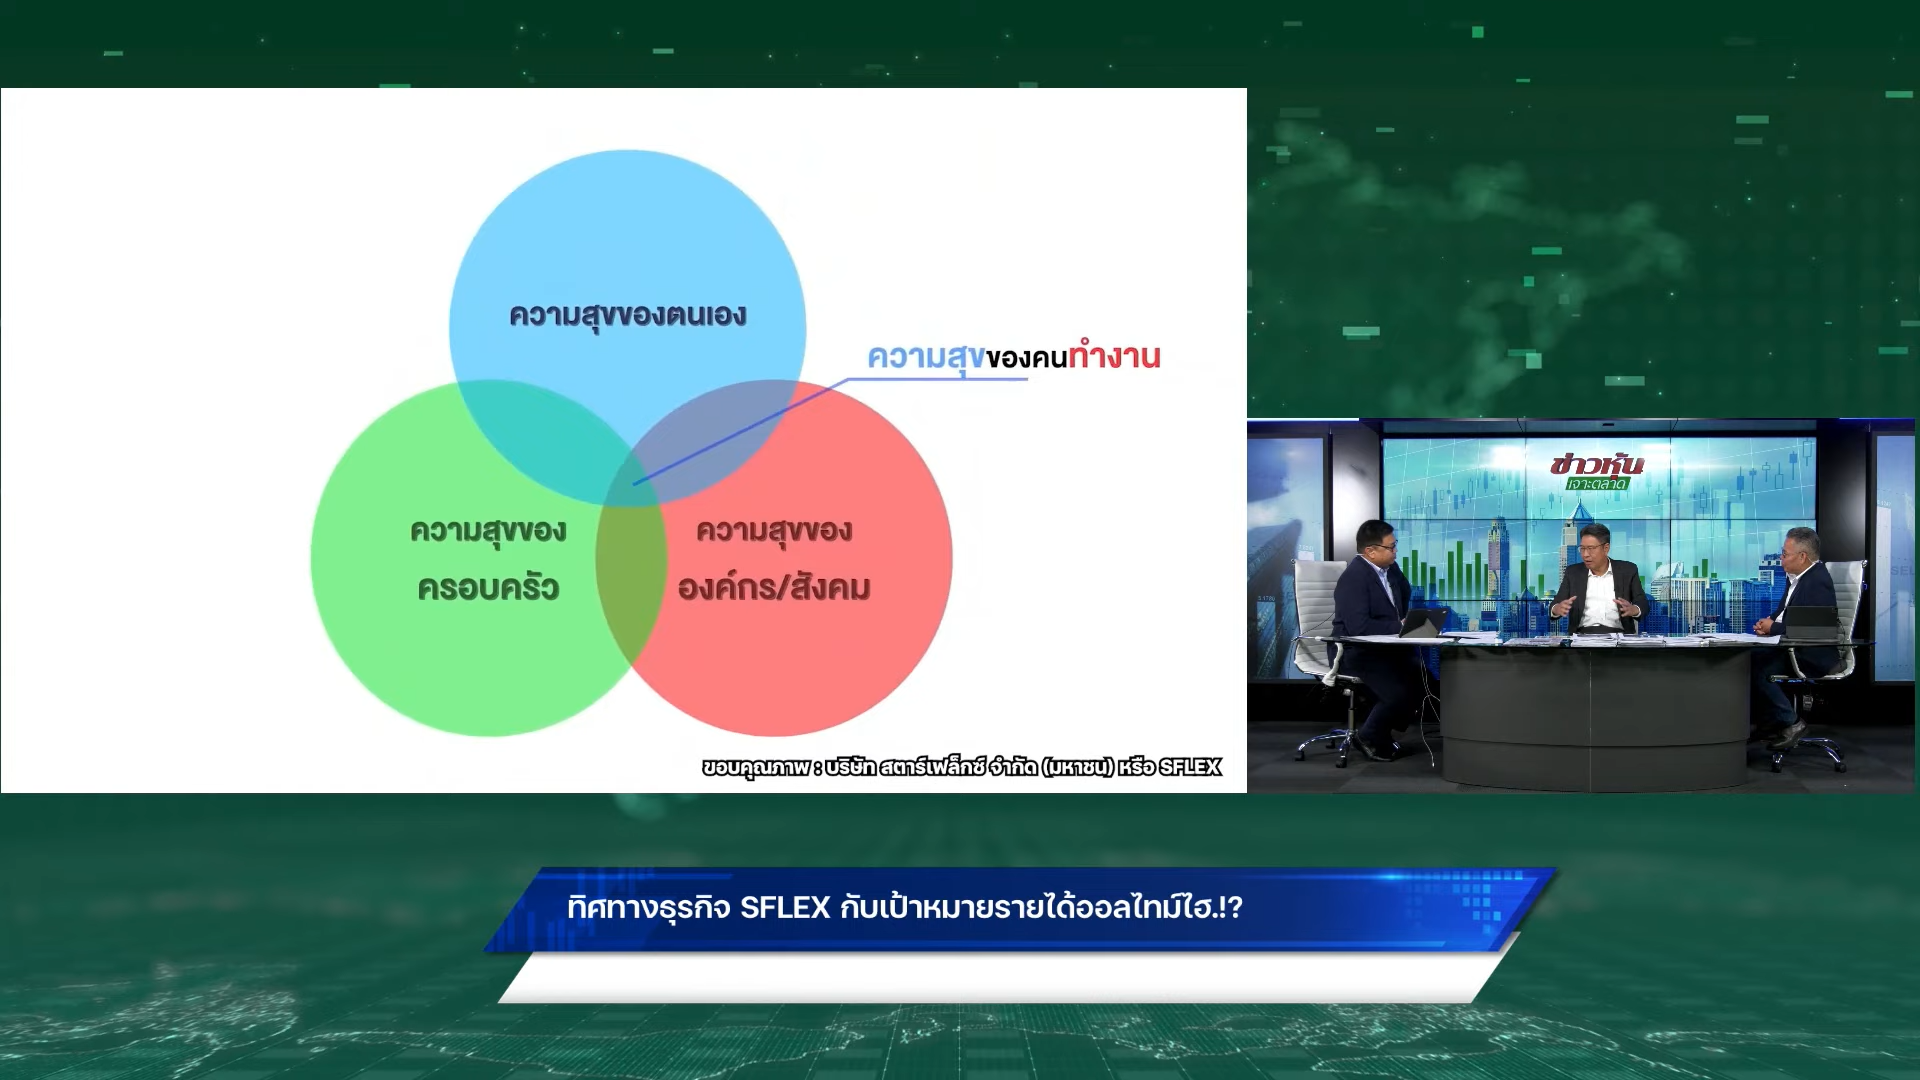 ความสุขของตนเอง
ความสุขของคนทำงาน
ความสุขของ
ครอบครัว
ความสุขของ
องค์กร/สังคม
ขอบคุณภาพ : บริษัท สตาร์เฟล็กซ์ จำกัด (มหาชน) หรือ SFLEX
ข่าวหุ้น
เจาะตลาด
ทิศทางธุรกิจ SFLEX กับเป้าหมายรายได้ออลไทม์ไฮ.!?